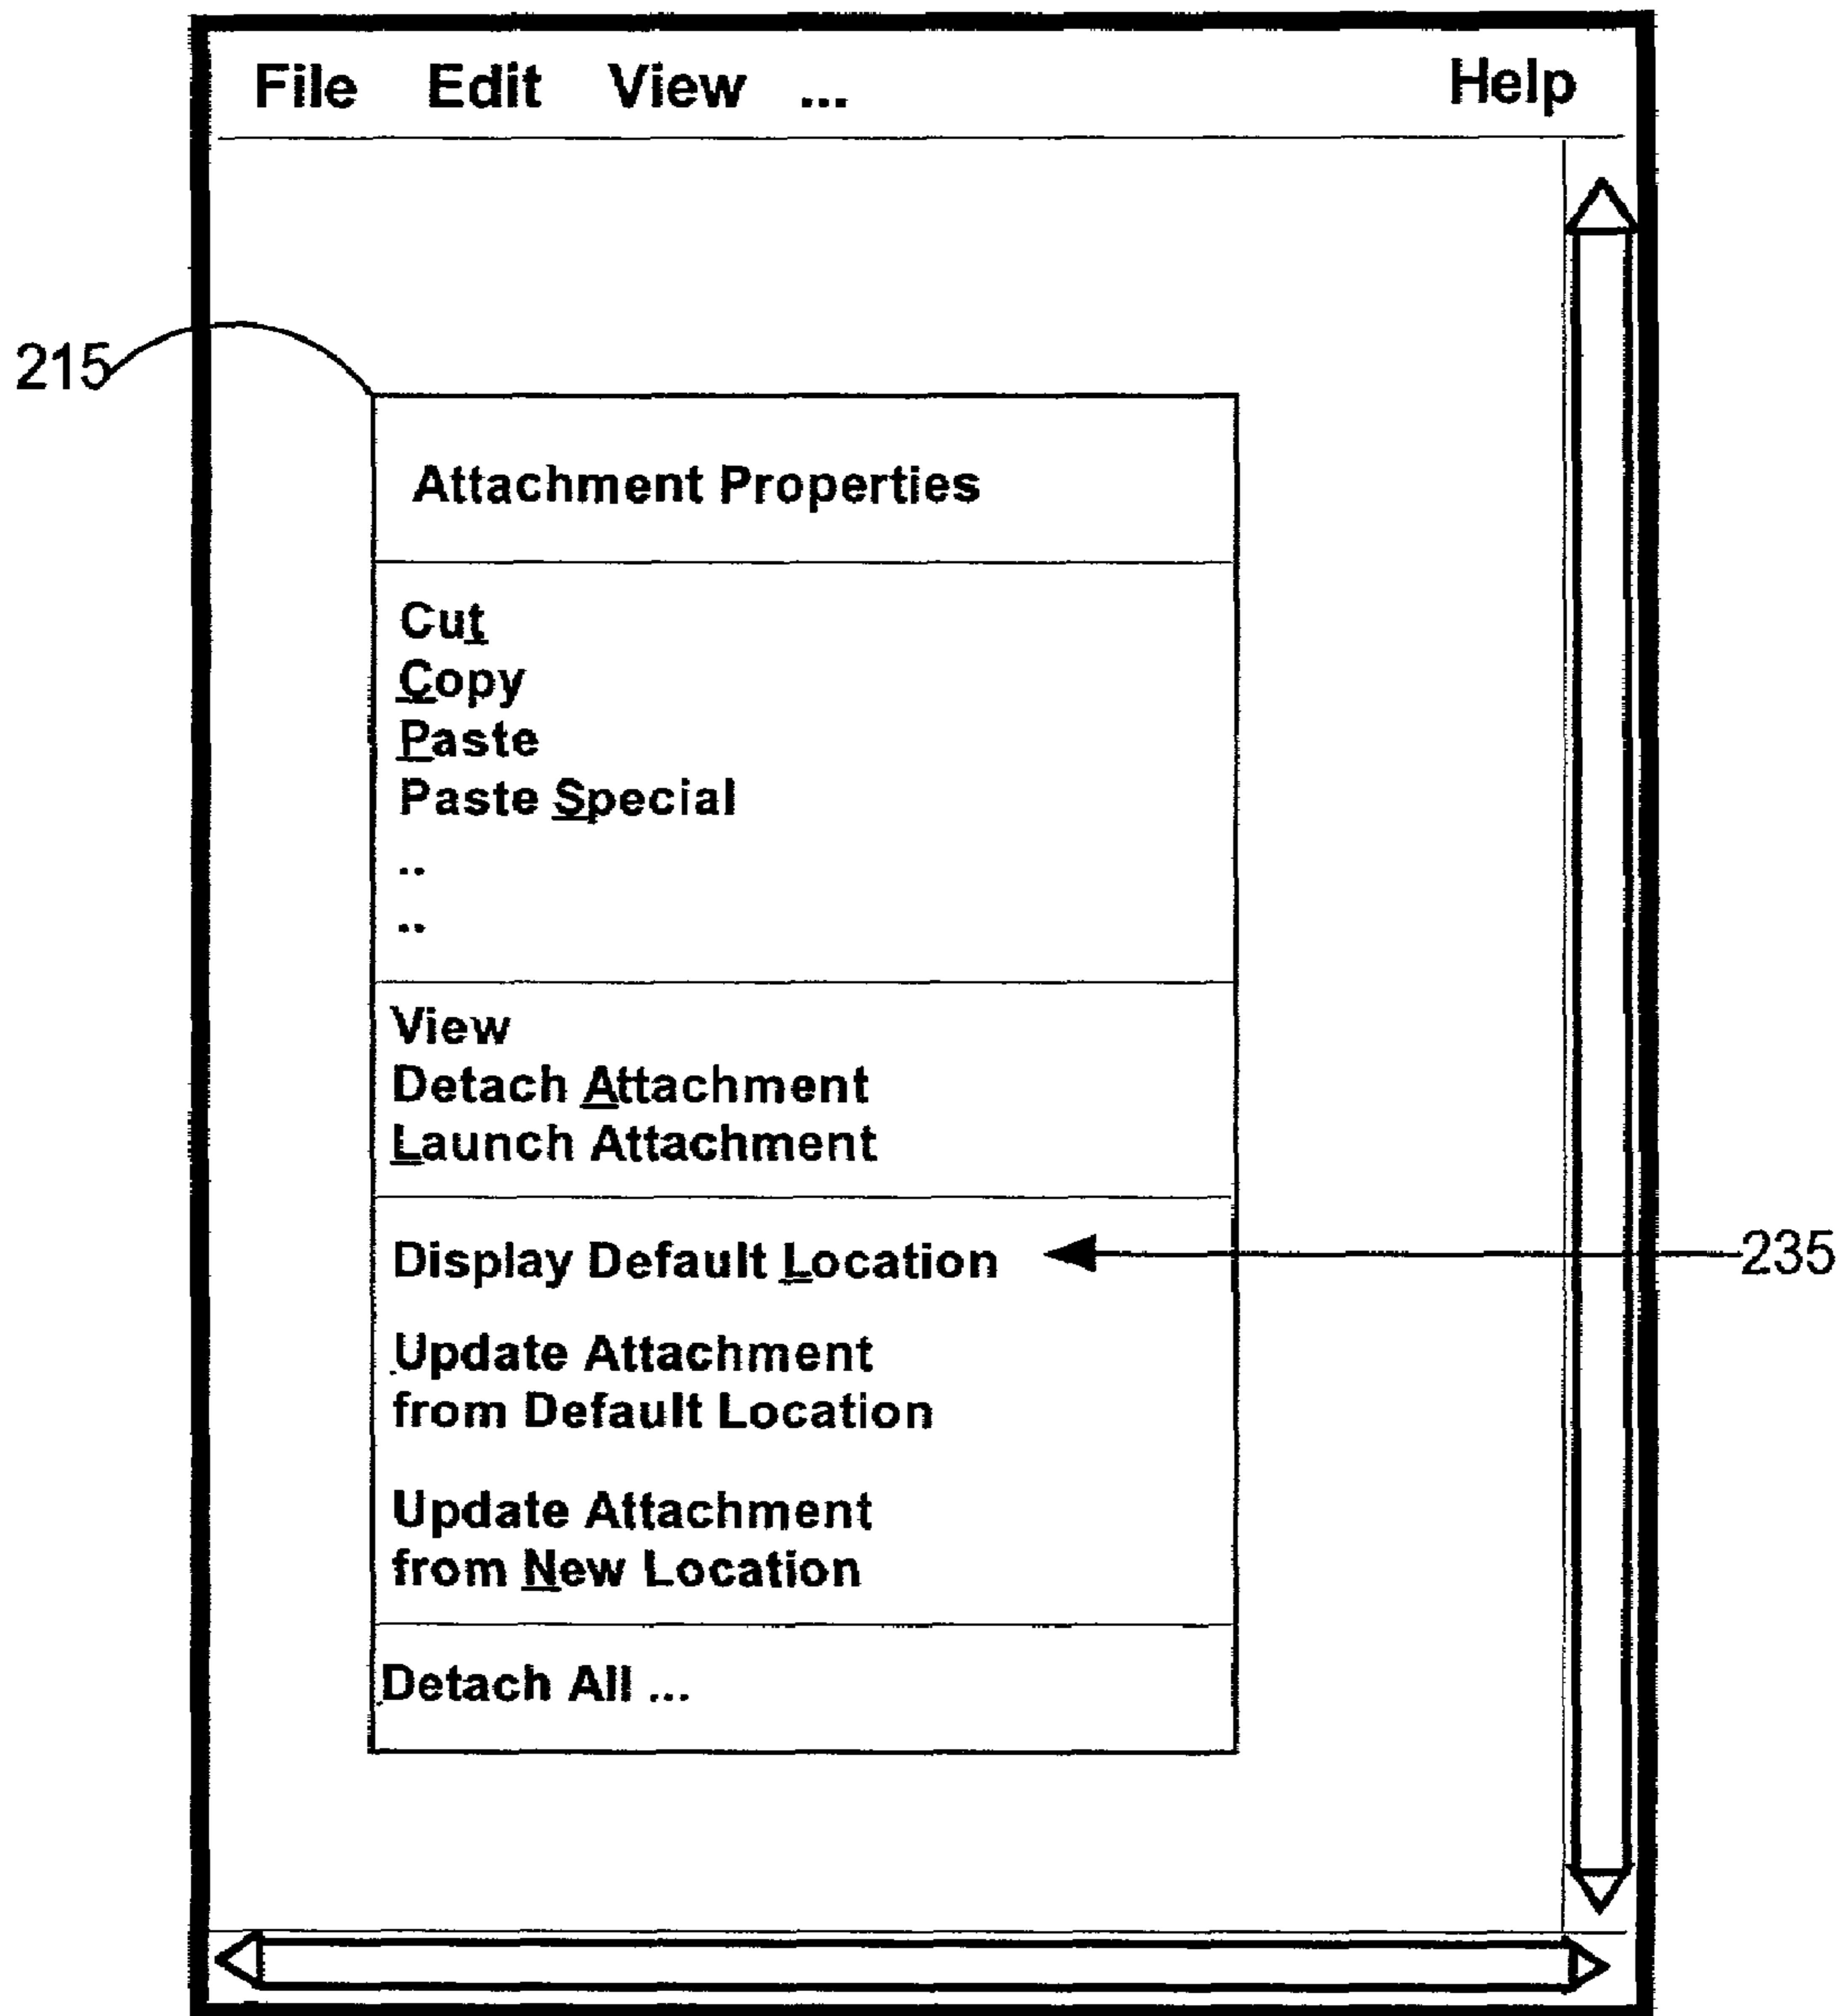 File Edit View ... Help
215
Attachment Properties
Cut
Copy
Paste
Paste Special
..
..
View
Detach Attachment
Launch Attachment
Display Default Location
235
Update Attachment
from Default Location
Update Attachment
from New Location
Detach All ...